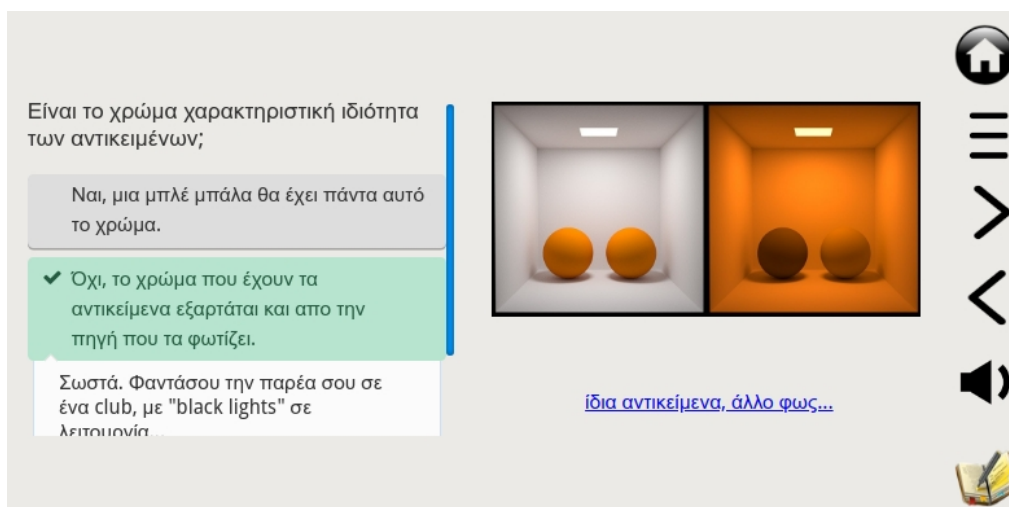 Είναι το χρώμα χαρακτηριστική ιδιότητα
των αντικειμένων;
Ναι, μια μπλέ μπάλα θα έχει πάντα αυτό
το χρώμα.
Όχι, το χρώμα που έχουν τα
αντικείμενα εξαρτάται και απο την
πηγή που τα φωτίζει.
Σωστά. Φαντάσου την παρέα σου σε
ένα club, με "black lights" σε
λειτουργία...
ίδια αντικείμενα, άλλο φως...